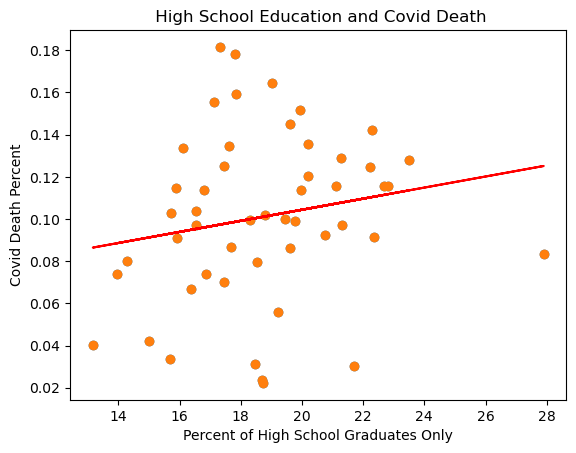 High School Education and Covid Death
0.18
0.16
0.14
0.12
0.10
0.08
0.06
0.04
0.02
Covid Death Percent
14 16 18 20 22 24 26 28
Percent of High School Graduates Only